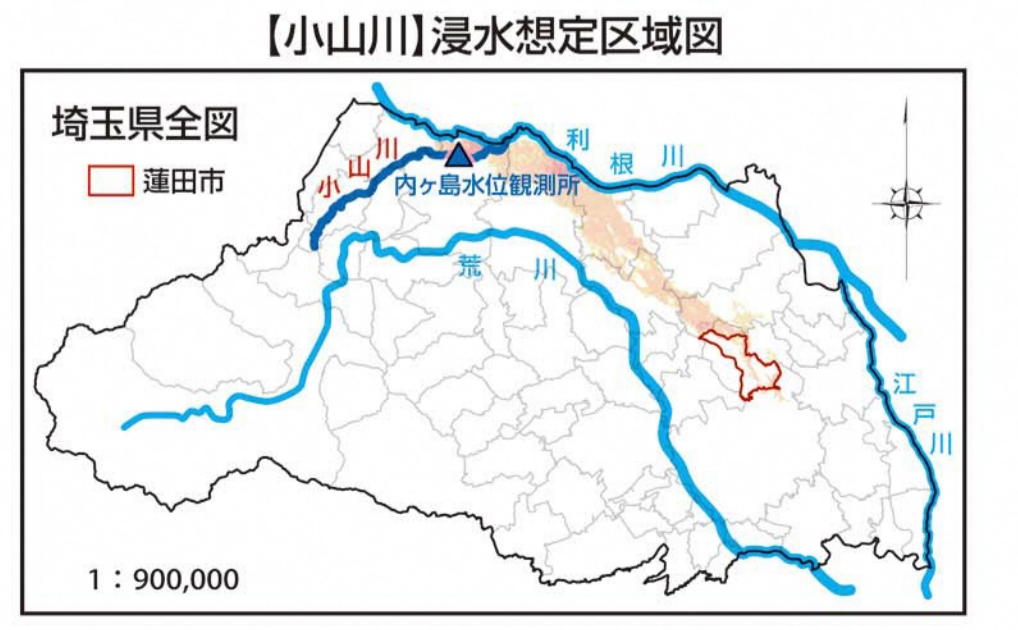 【小山川】浸水想定区域図
埼玉県全図
蓮田市
小山川
内ヶ島水位観測所
利根川
荒川
江戸川
1：900,000